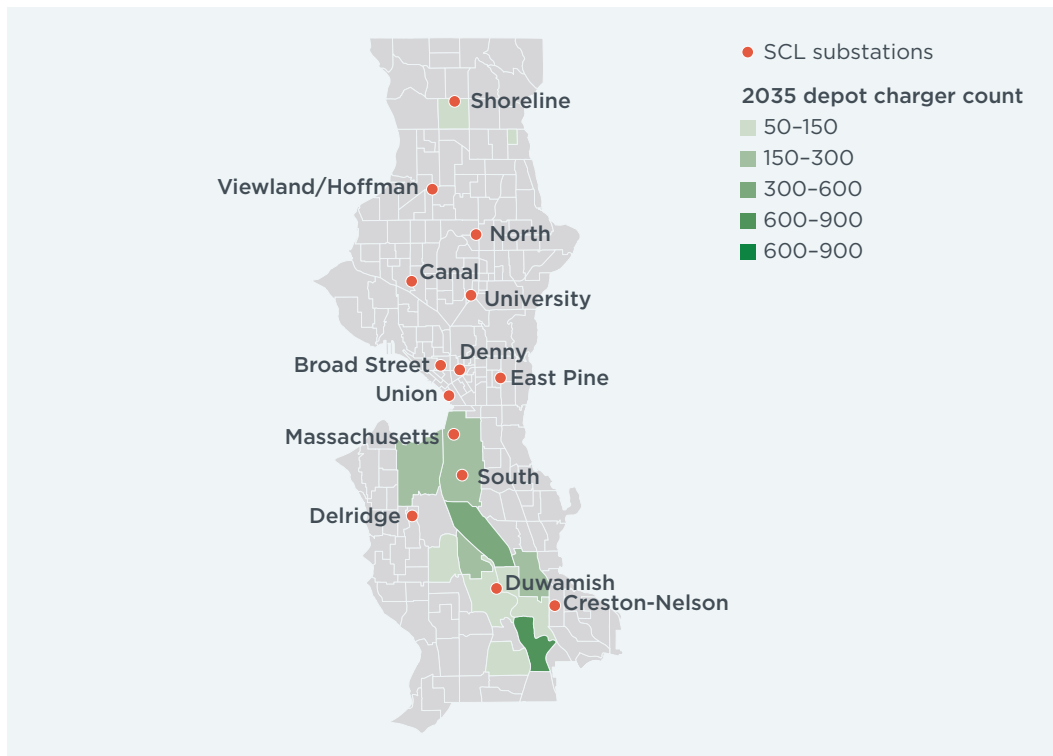 SCL substations
2035 depot charger count
50–150
150–300
300–600
600–900
600–900
Shoreline
Viewland/Hoffman
North
Canal
University
Denny
Broad Street
East Pine
Union
Massachusetts
South
Delridge
Duwamish
Creston-Nelson